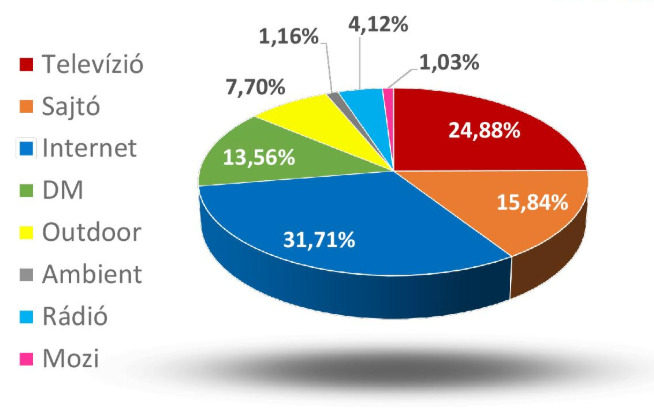 Televízió
Sajtó
Internet
DM
Outdoor
Ambient
Rádió
Mozi
4,12%
1,16%
1,03%
7,70%
24,88%
13,56%
15,84%
31,71%